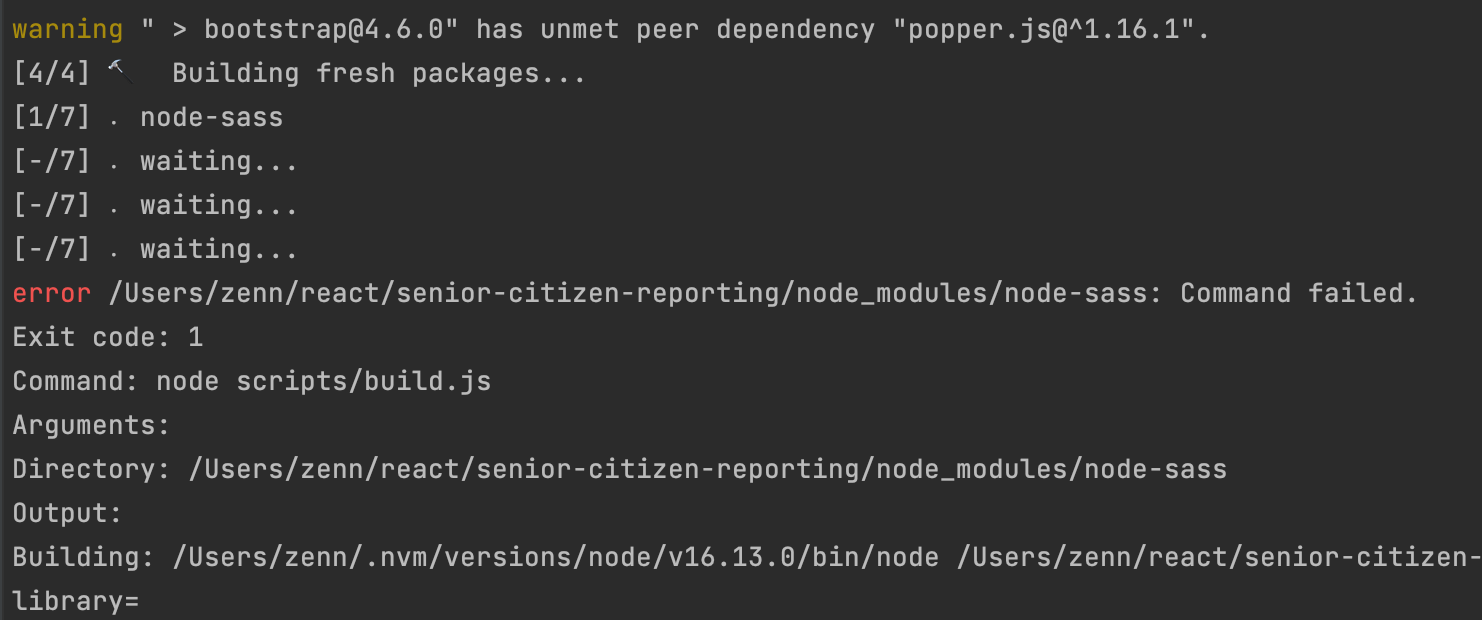 warning " > bootstrap@4.6.0" has unmet peer dependency "popper.js@^1.16.1".
[4/4] 🔨 Building fresh packages...
[1/7] . node-sass
[-/7] . waiting...
[-/7] . waiting...
[-/7] . waiting...
error /Users/zenn/react/senior-citizen-reporting/node_modules/node-sass: Command failed.
Exit code: 1
Command: node scripts/build.js
Arguments:
Directory: /Users/zenn/react/senior-citizen-reporting/node_modules/node-sass
Output:
Building: /Users/zenn/.nvm/versions/node/v16.13.0/bin/node /Users/zenn/react/senior-citizen-
library=